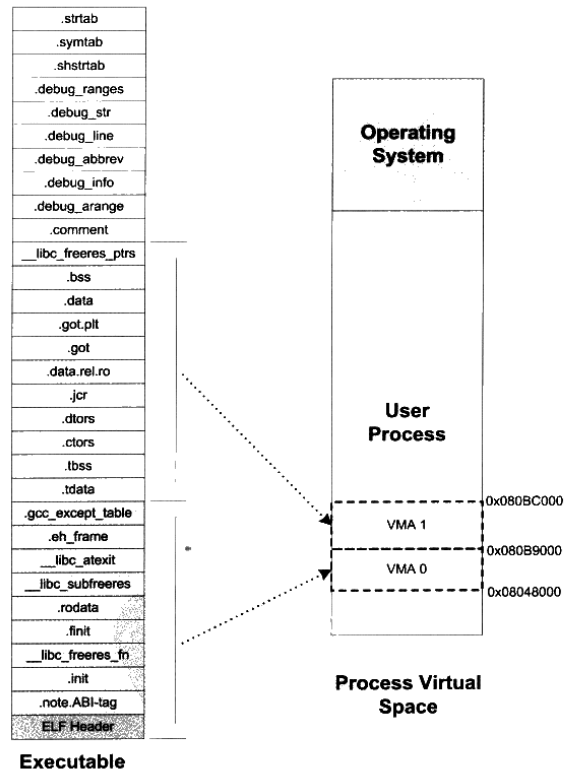 .strtab
.symtab
.shstrtab
.debug_ranges
.debug_str
.debug_line
.debug_abbrev
.debug_info
.debug_arange
.comment
__libc_freeres_ptrs
.bss
.data
.got.plt
.got
.data.rel.ro
.jcr
.dtors
.ctors
.tbss
.tdata
.gcc_except_table
.eh_frame
__libc_atexit
__libc_subfreeres
.rodata
.finit
__libc_freeres_fn
.init
.note.ABI-tag
ELF Header
Executable
Operating
System
User
Process
0x080BC000
VMA 1
0x080B9000
VMA 0
0x08048000
Process Virtual
Space